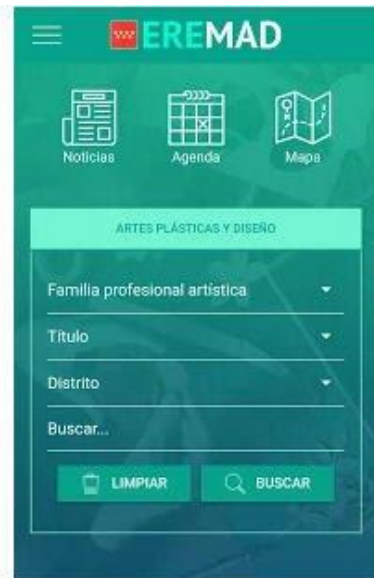 EREMAD
Noticias Agenda Mapa
ARTES PLÁSTICAS Y DISEÑO
Familia profesional artística
Título
Distrito
Buscar...
LIMPIAR BUSCAR